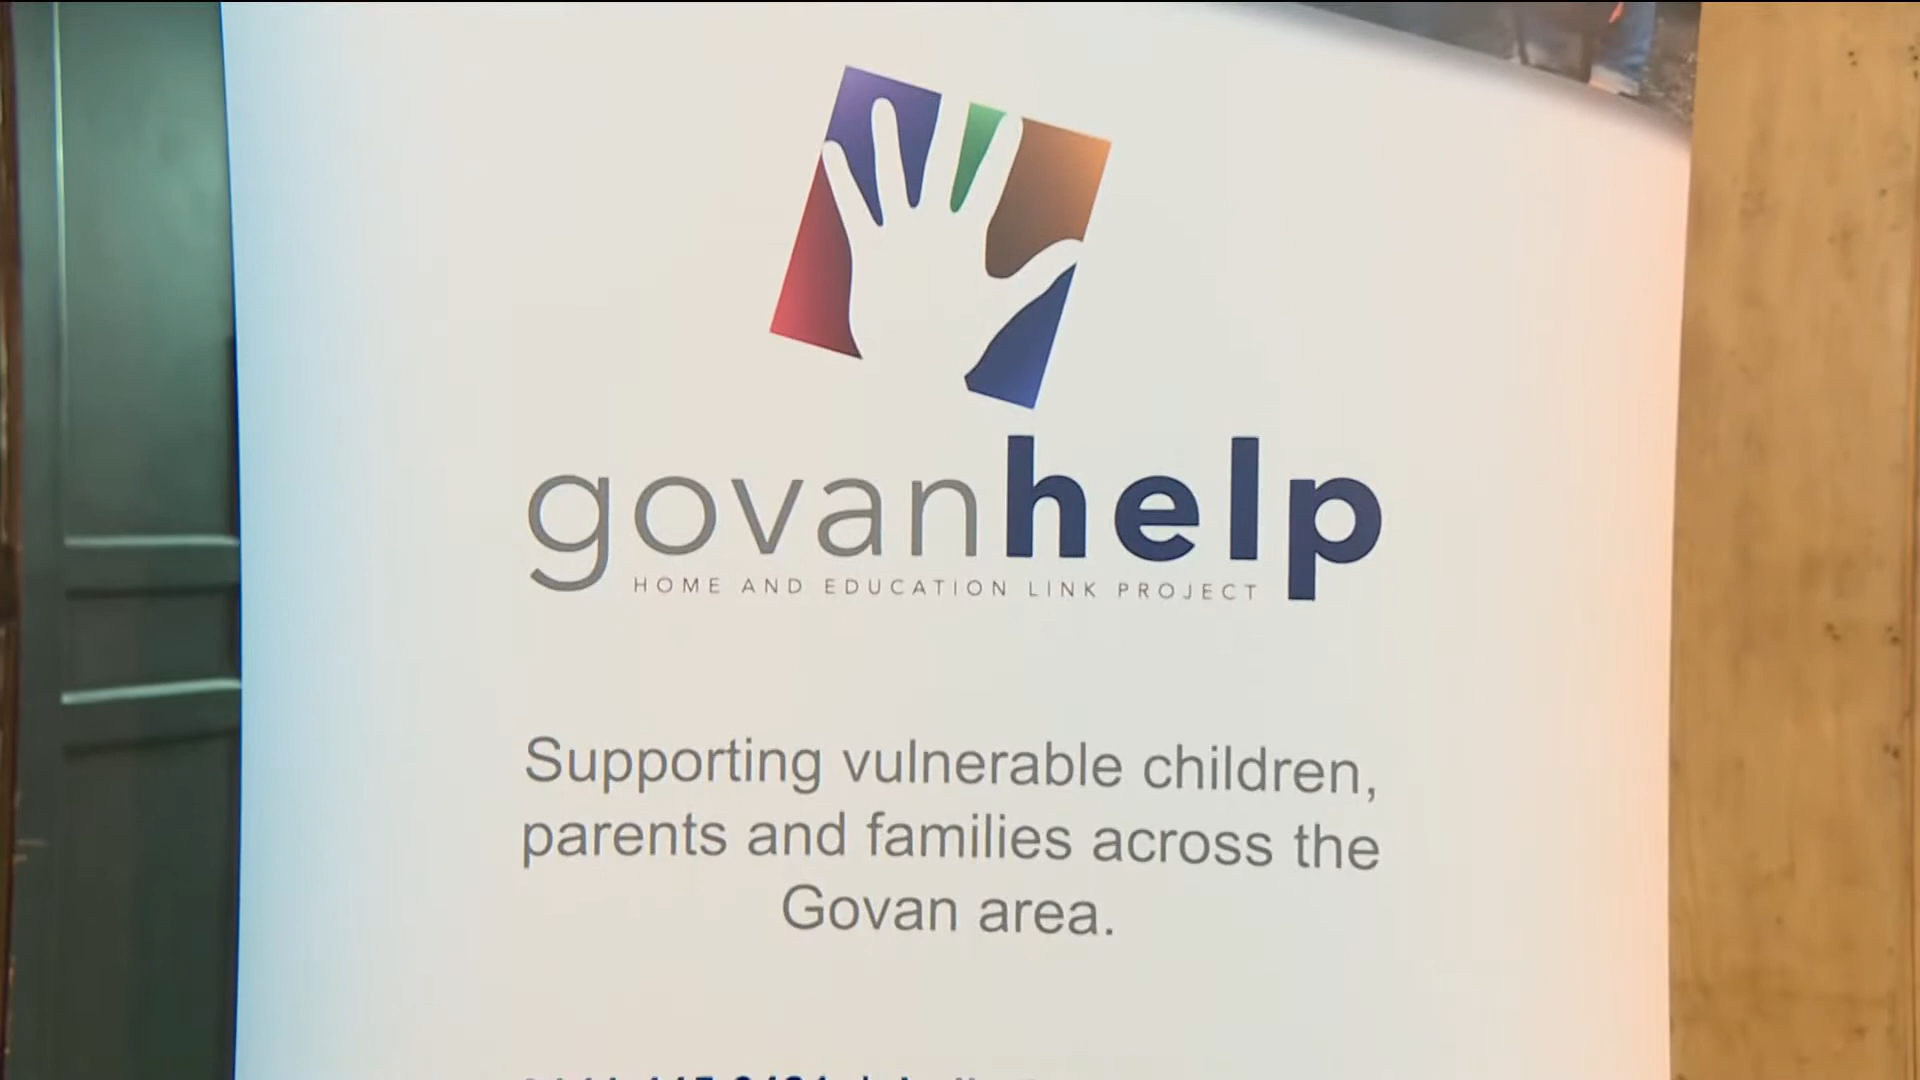 govanhelp
HOME AND EDUCATION LINK PROJECT
Supporting vulnerable children,
parents and families across the
Govan area.